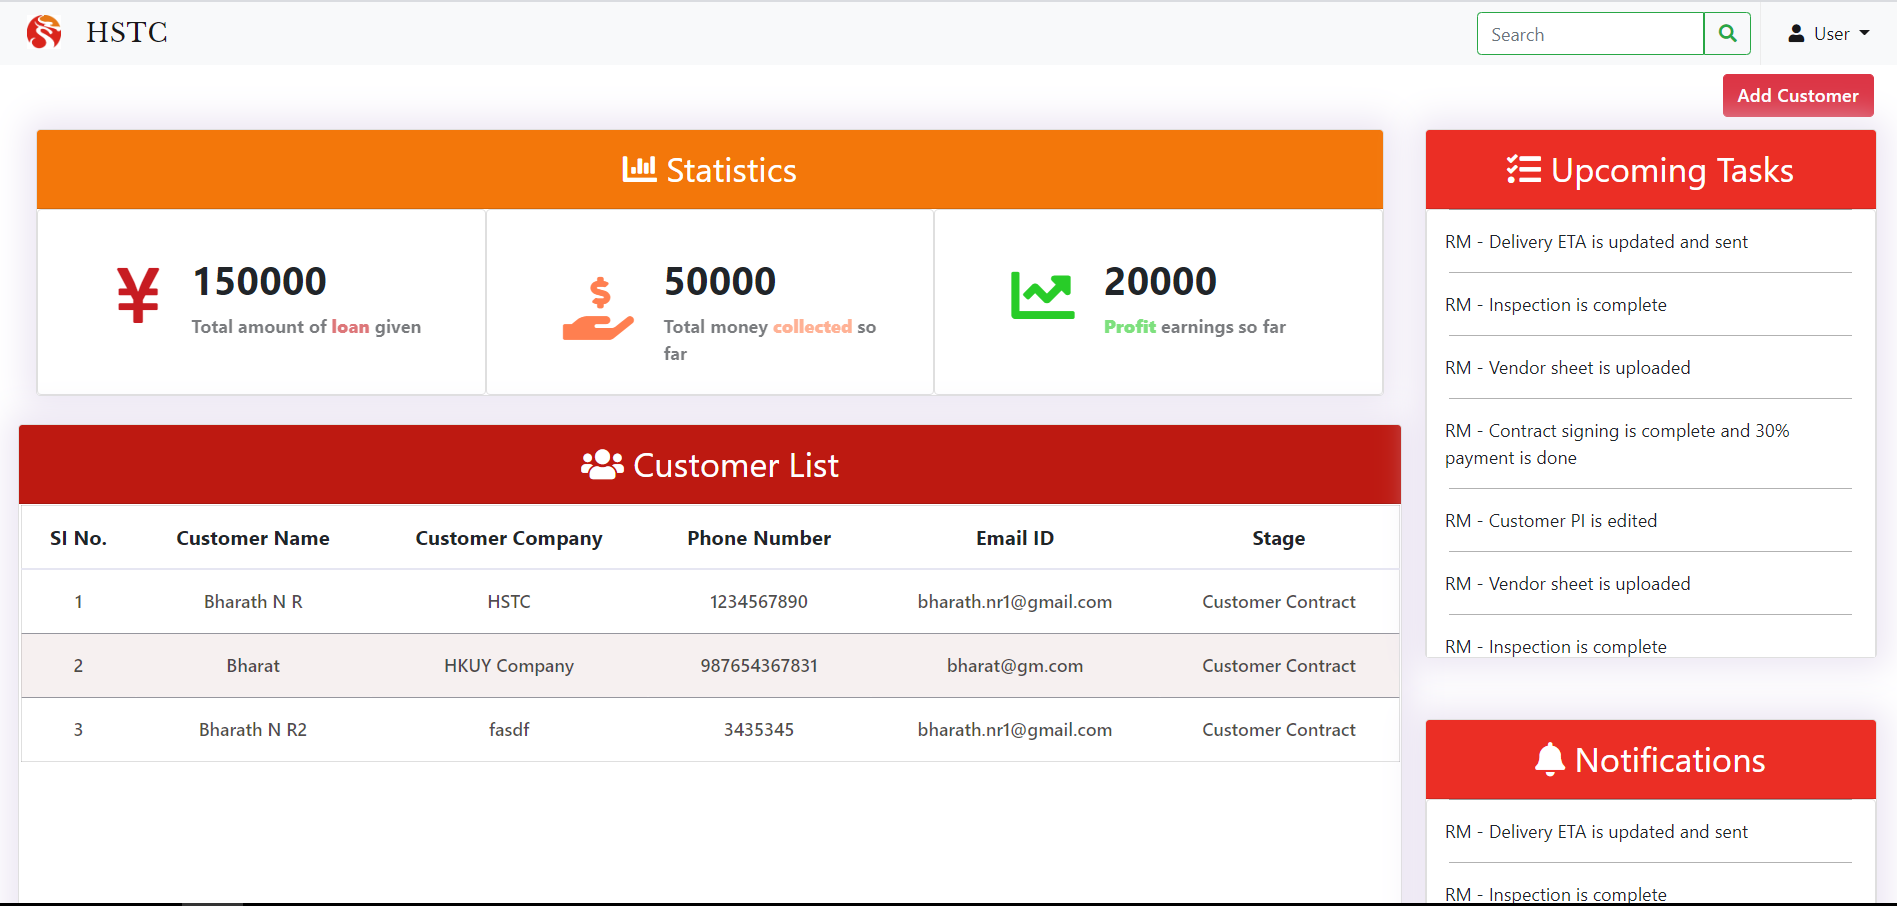 HSTC
Search
User
Add Customer
Statistics
150000
Total amount of loan given
50000
Total money collected so
far
20000
Profit earnings so far
Customer List
Sl No. Customer Name Customer Company Phone Number Email ID Stage
1 Bharath N R HSTC 1234567890 bharath.nr1@gmail.com Customer Contract
2 Bharat HKUY Company 987654367831 bharat@gm.com Customer Contract
3 Bharath N R2 fasdf 3435345 bharath.nr1@gmail.com Customer Contract
Upcoming Tasks
RM - Delivery ETA is updated and sent
RM - Inspection is complete
RM - Vendor sheet is uploaded
RM - Contract signing is complete and 30%
payment is done
RM - Customer PI is edited
RM - Vendor sheet is uploaded
RM - Inspection is complete
Notifications
RM - Delivery ETA is updated and sent
RM - Inspection is complete